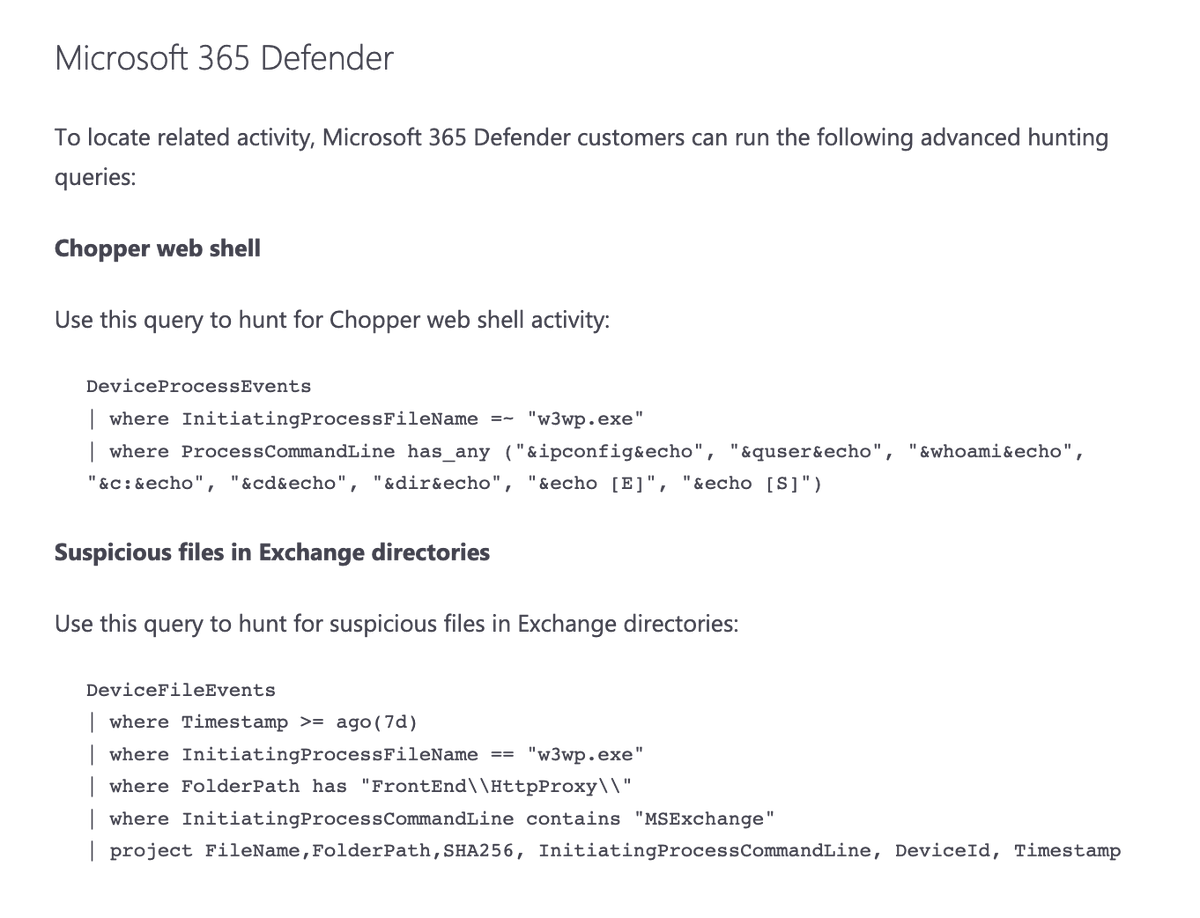 Microsoft 365 Defender
To locate related activity, Microsoft 365 Defender customers can run the following advanced hunting
queries:
Chopper web shell
Use this query to hunt for Chopper web shell activity:
DeviceProcessEvents
| where InitiatingProcessFileName =~ "w3wp.exe"
| where ProcessCommandLine has_any ("&ipconfig&echo", "&quser&echo", "&whoami&echo",
"&c:&echo", "&cd&echo", "&dir&echo", "&echo [E]", "&echo [S]")
Suspicious files in Exchange directories
Use this query to hunt for suspicious files in Exchange directories:
DeviceFileEvents
| where Timestamp >= ago(7d)
| where InitiatingProcessFileName == "w3wp.exe"
| where FolderPath has "FrontEnd\\HttpProxy\\"
| where InitiatingProcessCommandLine contains "MSExchange"
| project FileName,FolderPath,SHA256, InitiatingProcessCommandLine, DeviceId, Timestamp